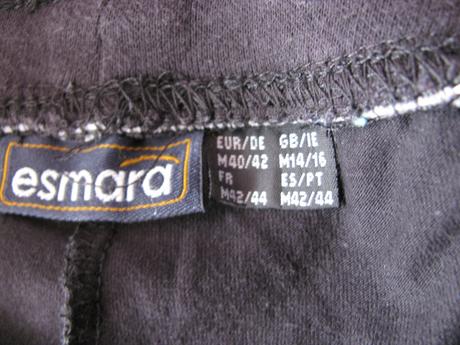 esmara
EUR/DE GB/IE
M40/42 M14/16
FR ES/PT
M42/44 M42/44